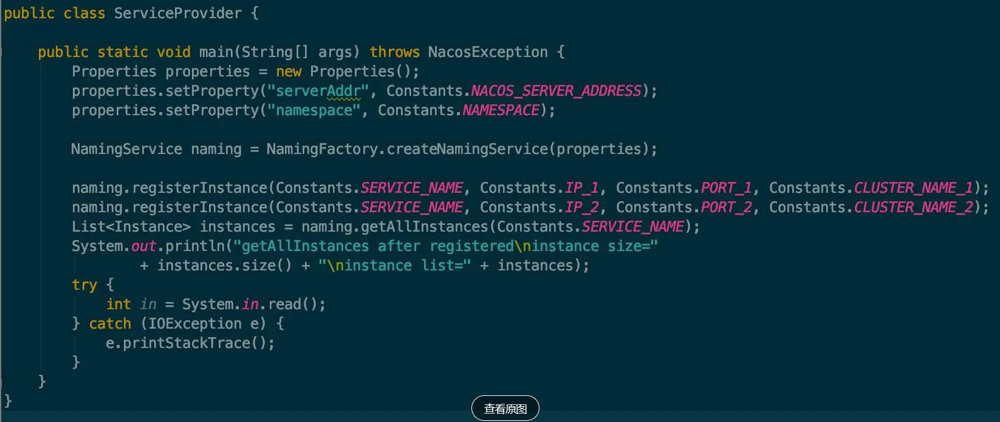 public class ServiceProvider {
public static void main(String[] args) throws NacosException {
Properties properties = new Properties();
properties.setProperty("serverAddr", Constants.NACOS_SERVER_ADDRESS);
properties.setProperty("namespace", Constants.NAMESPACE);
NamingService naming = NamingFactory.createNamingService(properties);
naming.registerInstance(Constants.SERVICE_NAME, Constants.IP_1, Constants.PORT_1, Constants.CLUSTER_NAME_1);
naming.registerInstance(Constants.SERVICE_NAME, Constants.IP_2, Constants.PORT_2, Constants.CLUSTER_NAME_2);
List<Instance> instances = naming.getAllInstances(Constants.SERVICE_NAME);
System.out.println("getAllInstances after registered\ninstance size="
+ instances.size() + "\ninstance list=" + instances);
try {
int in = System.in.read();
} catch (IOException e) {
e.printStackTrace();
}
}
}
查看原图